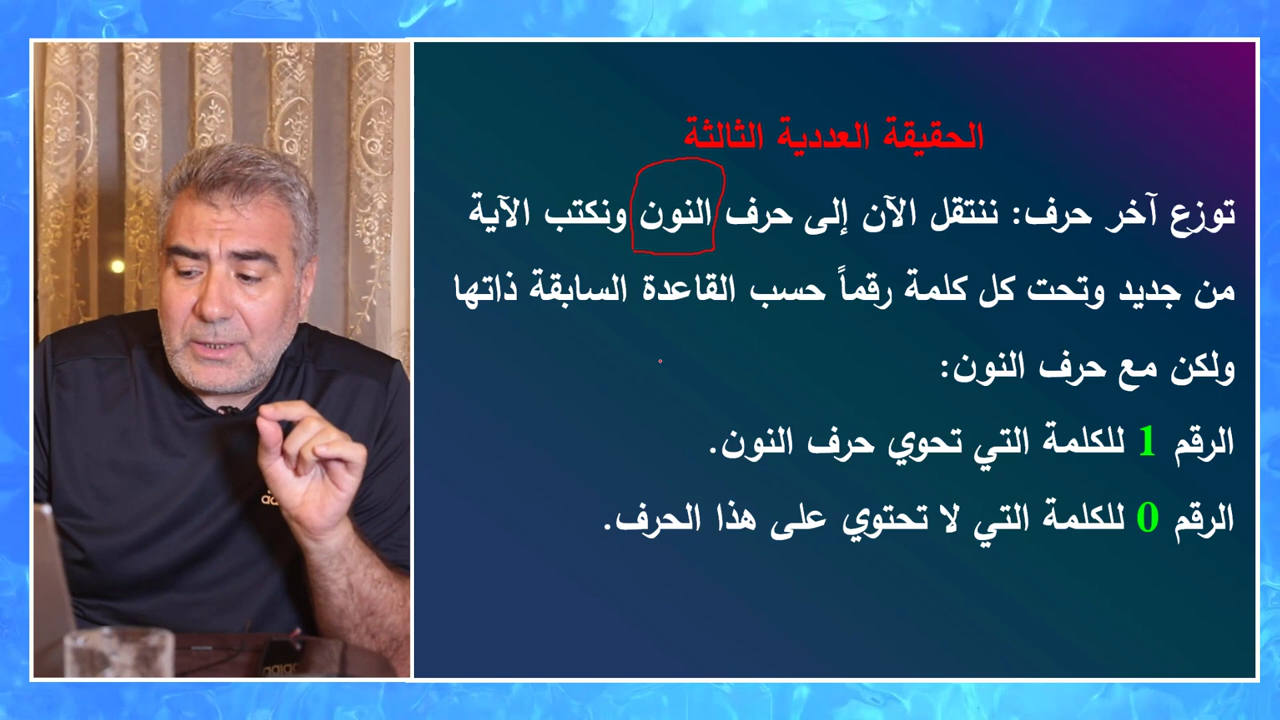 الحقيقة العددية الثالثة
توزع آخر حرف: ننتقل الآن إلى حرف النون ونكتب الآية
من جديد وتحت كل كلمة رقماً حسب القاعدة السابقة ذاتها
ولكن مع حرف النون:
الرقم 1 للكلمة التي تحوي حرف النون.
الرقم 0 للكلمة التي لا تحتوي على هذا الحرف.